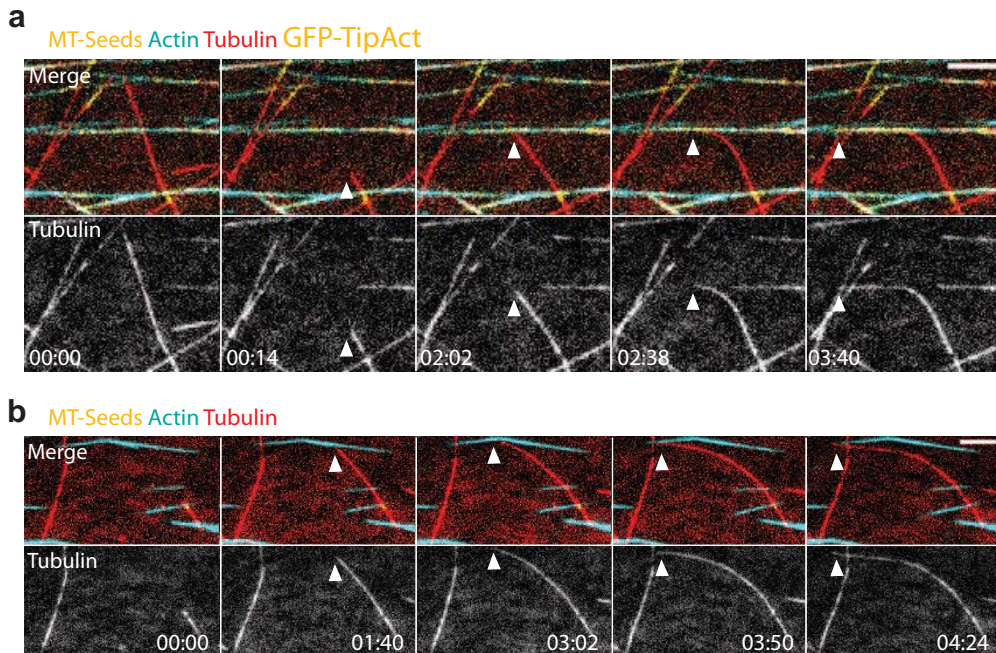 a
MT-Seeds Actin Tubulin GFP-TipAct
Merge
Tubulin
00:00 00:14 02:02 02:38 03:40
b
MT-Seeds Actin Tubulin
Merge
Tubulin
00:00 01:40 03:02 03:50 04:24